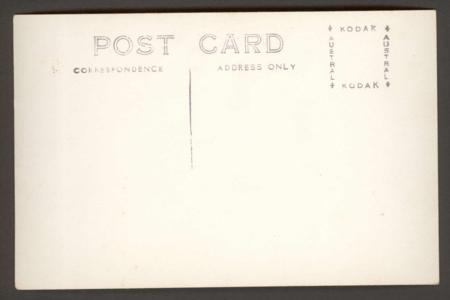 POST CARD
CORRESPONDENCE
ADDRESS ONLY
KODAK
AUSTRAL
AUSTRAL
KODAK